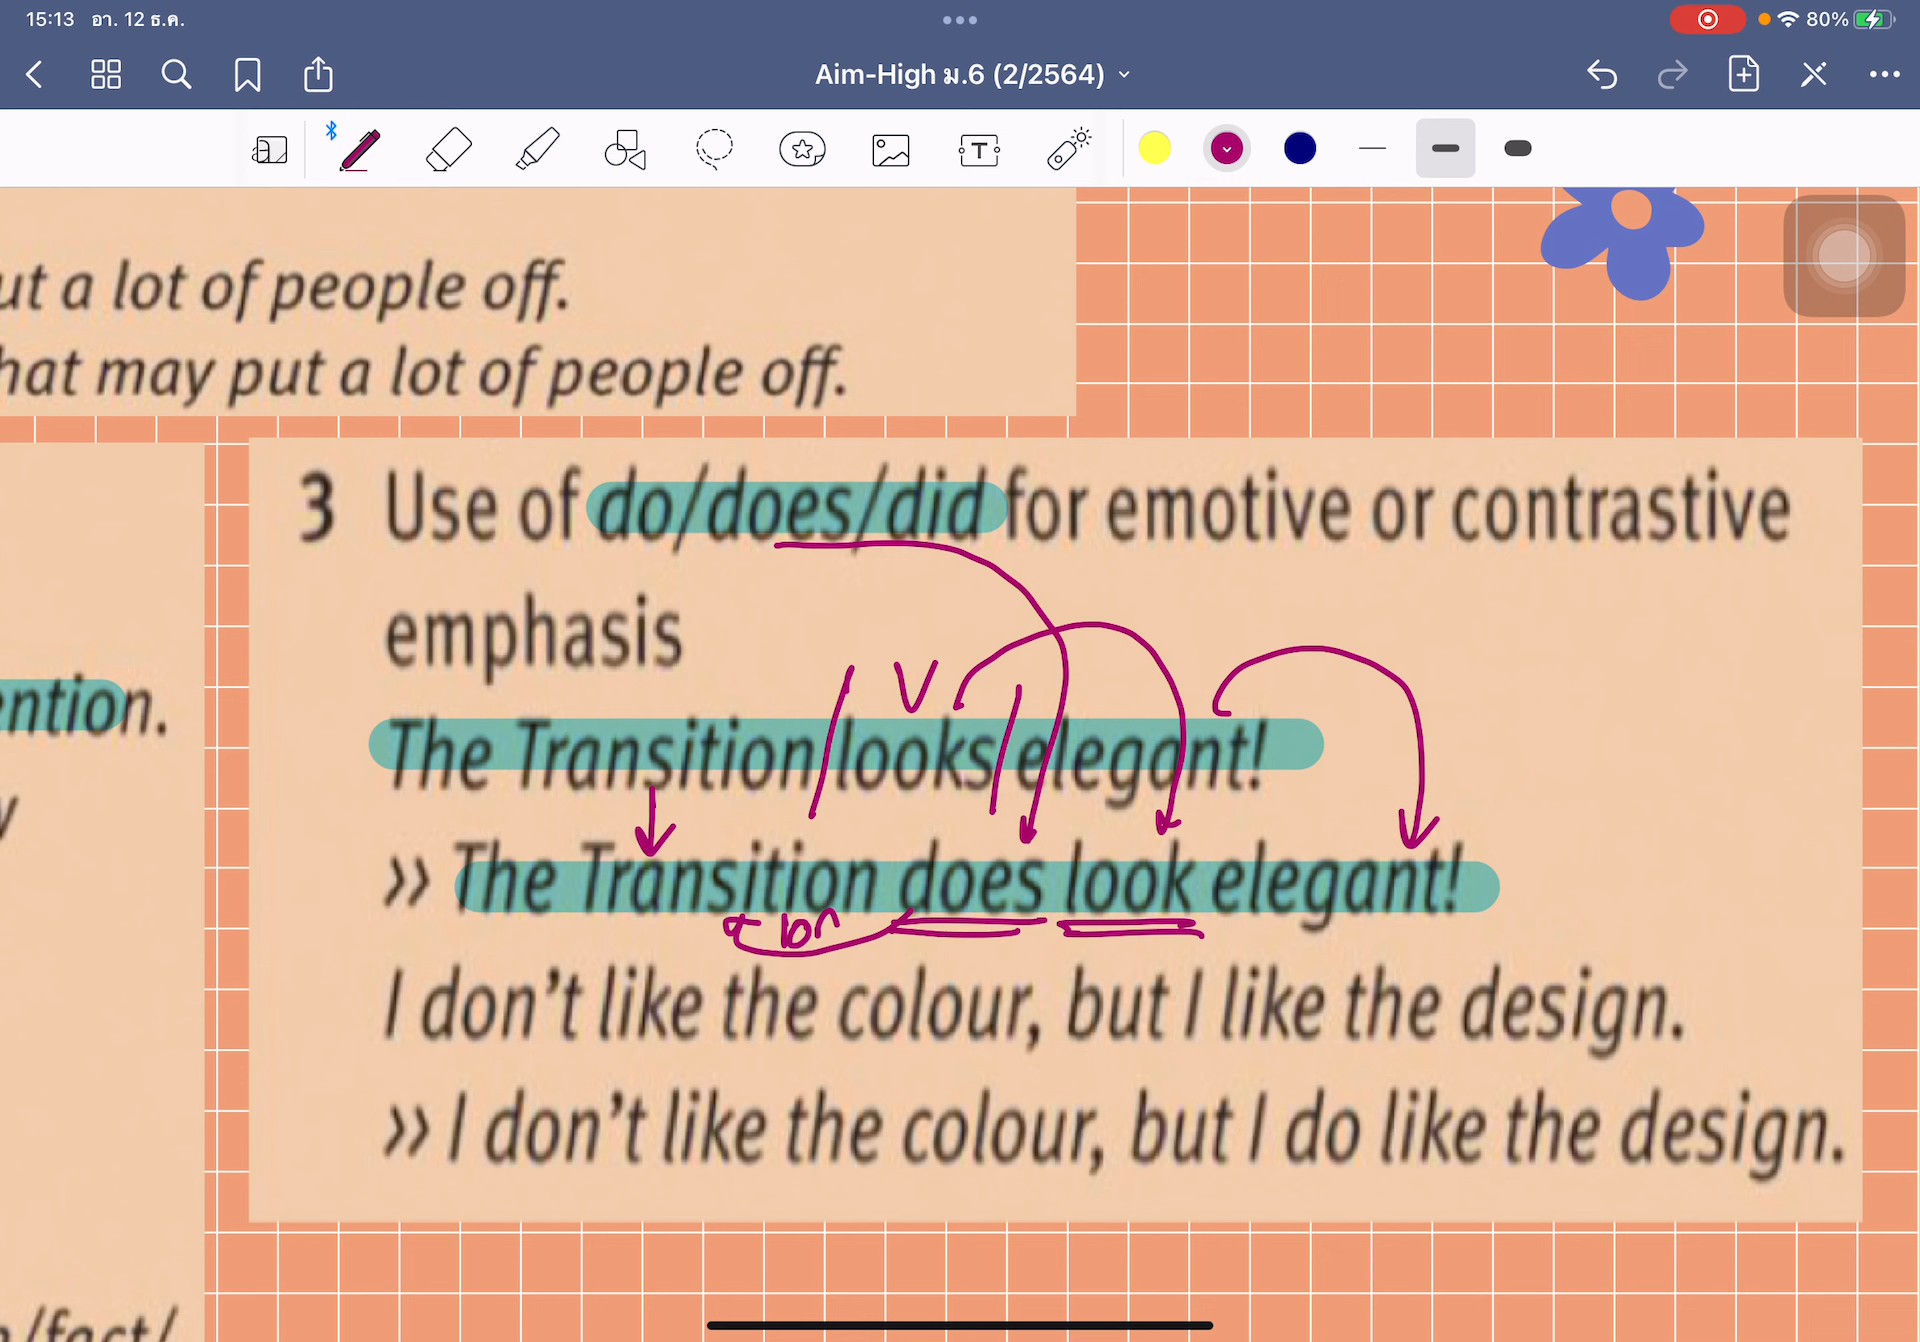 15:13 อา. 12 ธ.ค.
80%
Aim-High ม.6 (2/2564)
ut a lot of people off.
hat may put a lot of people off.
3 Use of do/does/did for emotive or contrastive
emphasis
V
ention.
The Transition looks elegant!
y
>> The Transition does look elegant!
I don't like the colour, but I like the design.
>> I don't like the colour, but I do like the design.
/fact/